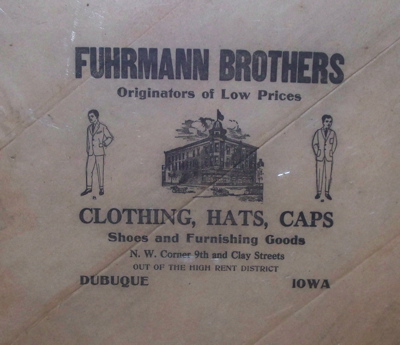 FUHRMANN BROTHERS
Originators of Low Prices
CLOTHING, HATS, CAPS
Shoes and Furnishing Goods
N. W. Corner 9th and Clay Streets
OUT OF THE HIGH RENT DISTRICT
DUBUQUE IOWA